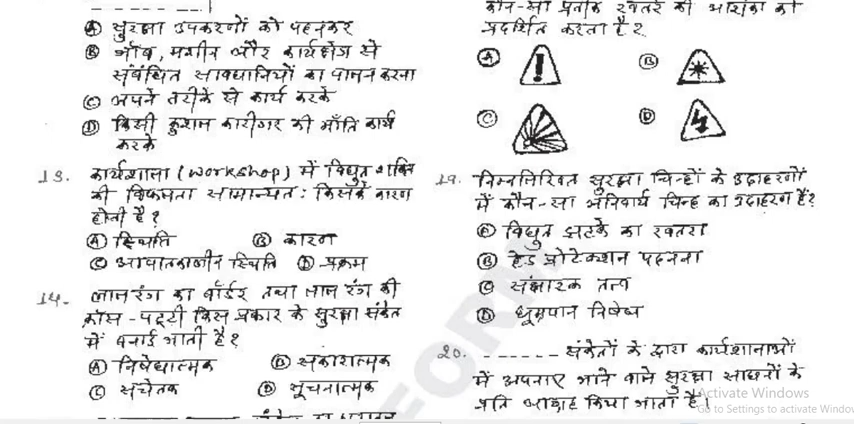 _ _ _ _ _ _ _।
Ⓐ सुरक्षा उपकरणों को पहनकर
Ⓑ जॉब, मशीन और कार्यक्षेत्र से
संबंधित सावधानियों का पालन करना
Ⓒ अपने तरीके से कार्य करके
Ⓓ किसी कुशल कारीगर की भाँति कार्य
करके
13. कार्यशाला (workshop) में विद्युत शक्ति
की विफलता सामान्यतः किसके कारण
होती है?
Ⓐ स्थिति Ⓑ कारण
Ⓒ आपातकालीन स्थिति Ⓓ प्रक्रम
14. लाल रंग का बॉर्डर तथा लाल रंग की
क्रॉस-पट्टी किस प्रकार के सुरक्षा संकेत
में बनाई जाती है?
Ⓐ निषेधात्मक Ⓑ सकारात्मक
Ⓒ संचेतक Ⓓ सूचनात्मक
कौन-सा प्रतीक खतरे की आशंका को
प्रदर्शित करता है?
Ⓐ ! Ⓑ
Ⓒ Ⓓ
19. निम्नलिखित सुरक्षा चिन्हों के उदाहरणों
में कौन-सा अनिवार्य चिन्ह का उदाहरण है?
Ⓐ विद्युत झटके का खतरा
Ⓑ हैड प्रोटेक्शन पहनना
Ⓒ संक्षारक तत्व
Ⓓ धूम्रपान निषेध
20. _ _ _ _ _ _ संकेतों के द्वारा कार्यशालाओं
में अपनाए जाने वाले सुरक्षा साधनों के
प्रति आगाह किया जाता है।
FORM
Activate Windows
Go to Settings to activate Windo